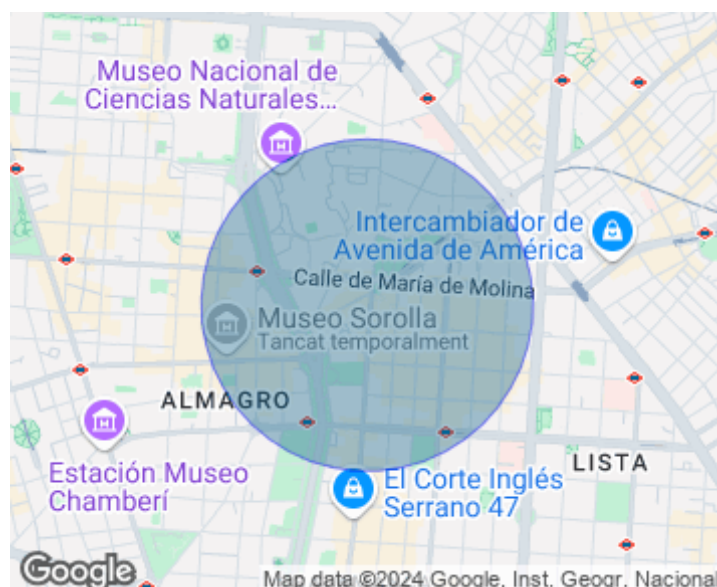 Museo Nacional de
Ciencias Naturales...
Intercambiador de
Avenida de América
Calle de María de Molina
Museo Sorolla
Tancat temporalment
ALMAGRO
Estación Museo
Chamberí
LISTA
El Corte Inglés
Serrano 47
Google
Map data ©2024 Google, Inst. Geogr. Nacional